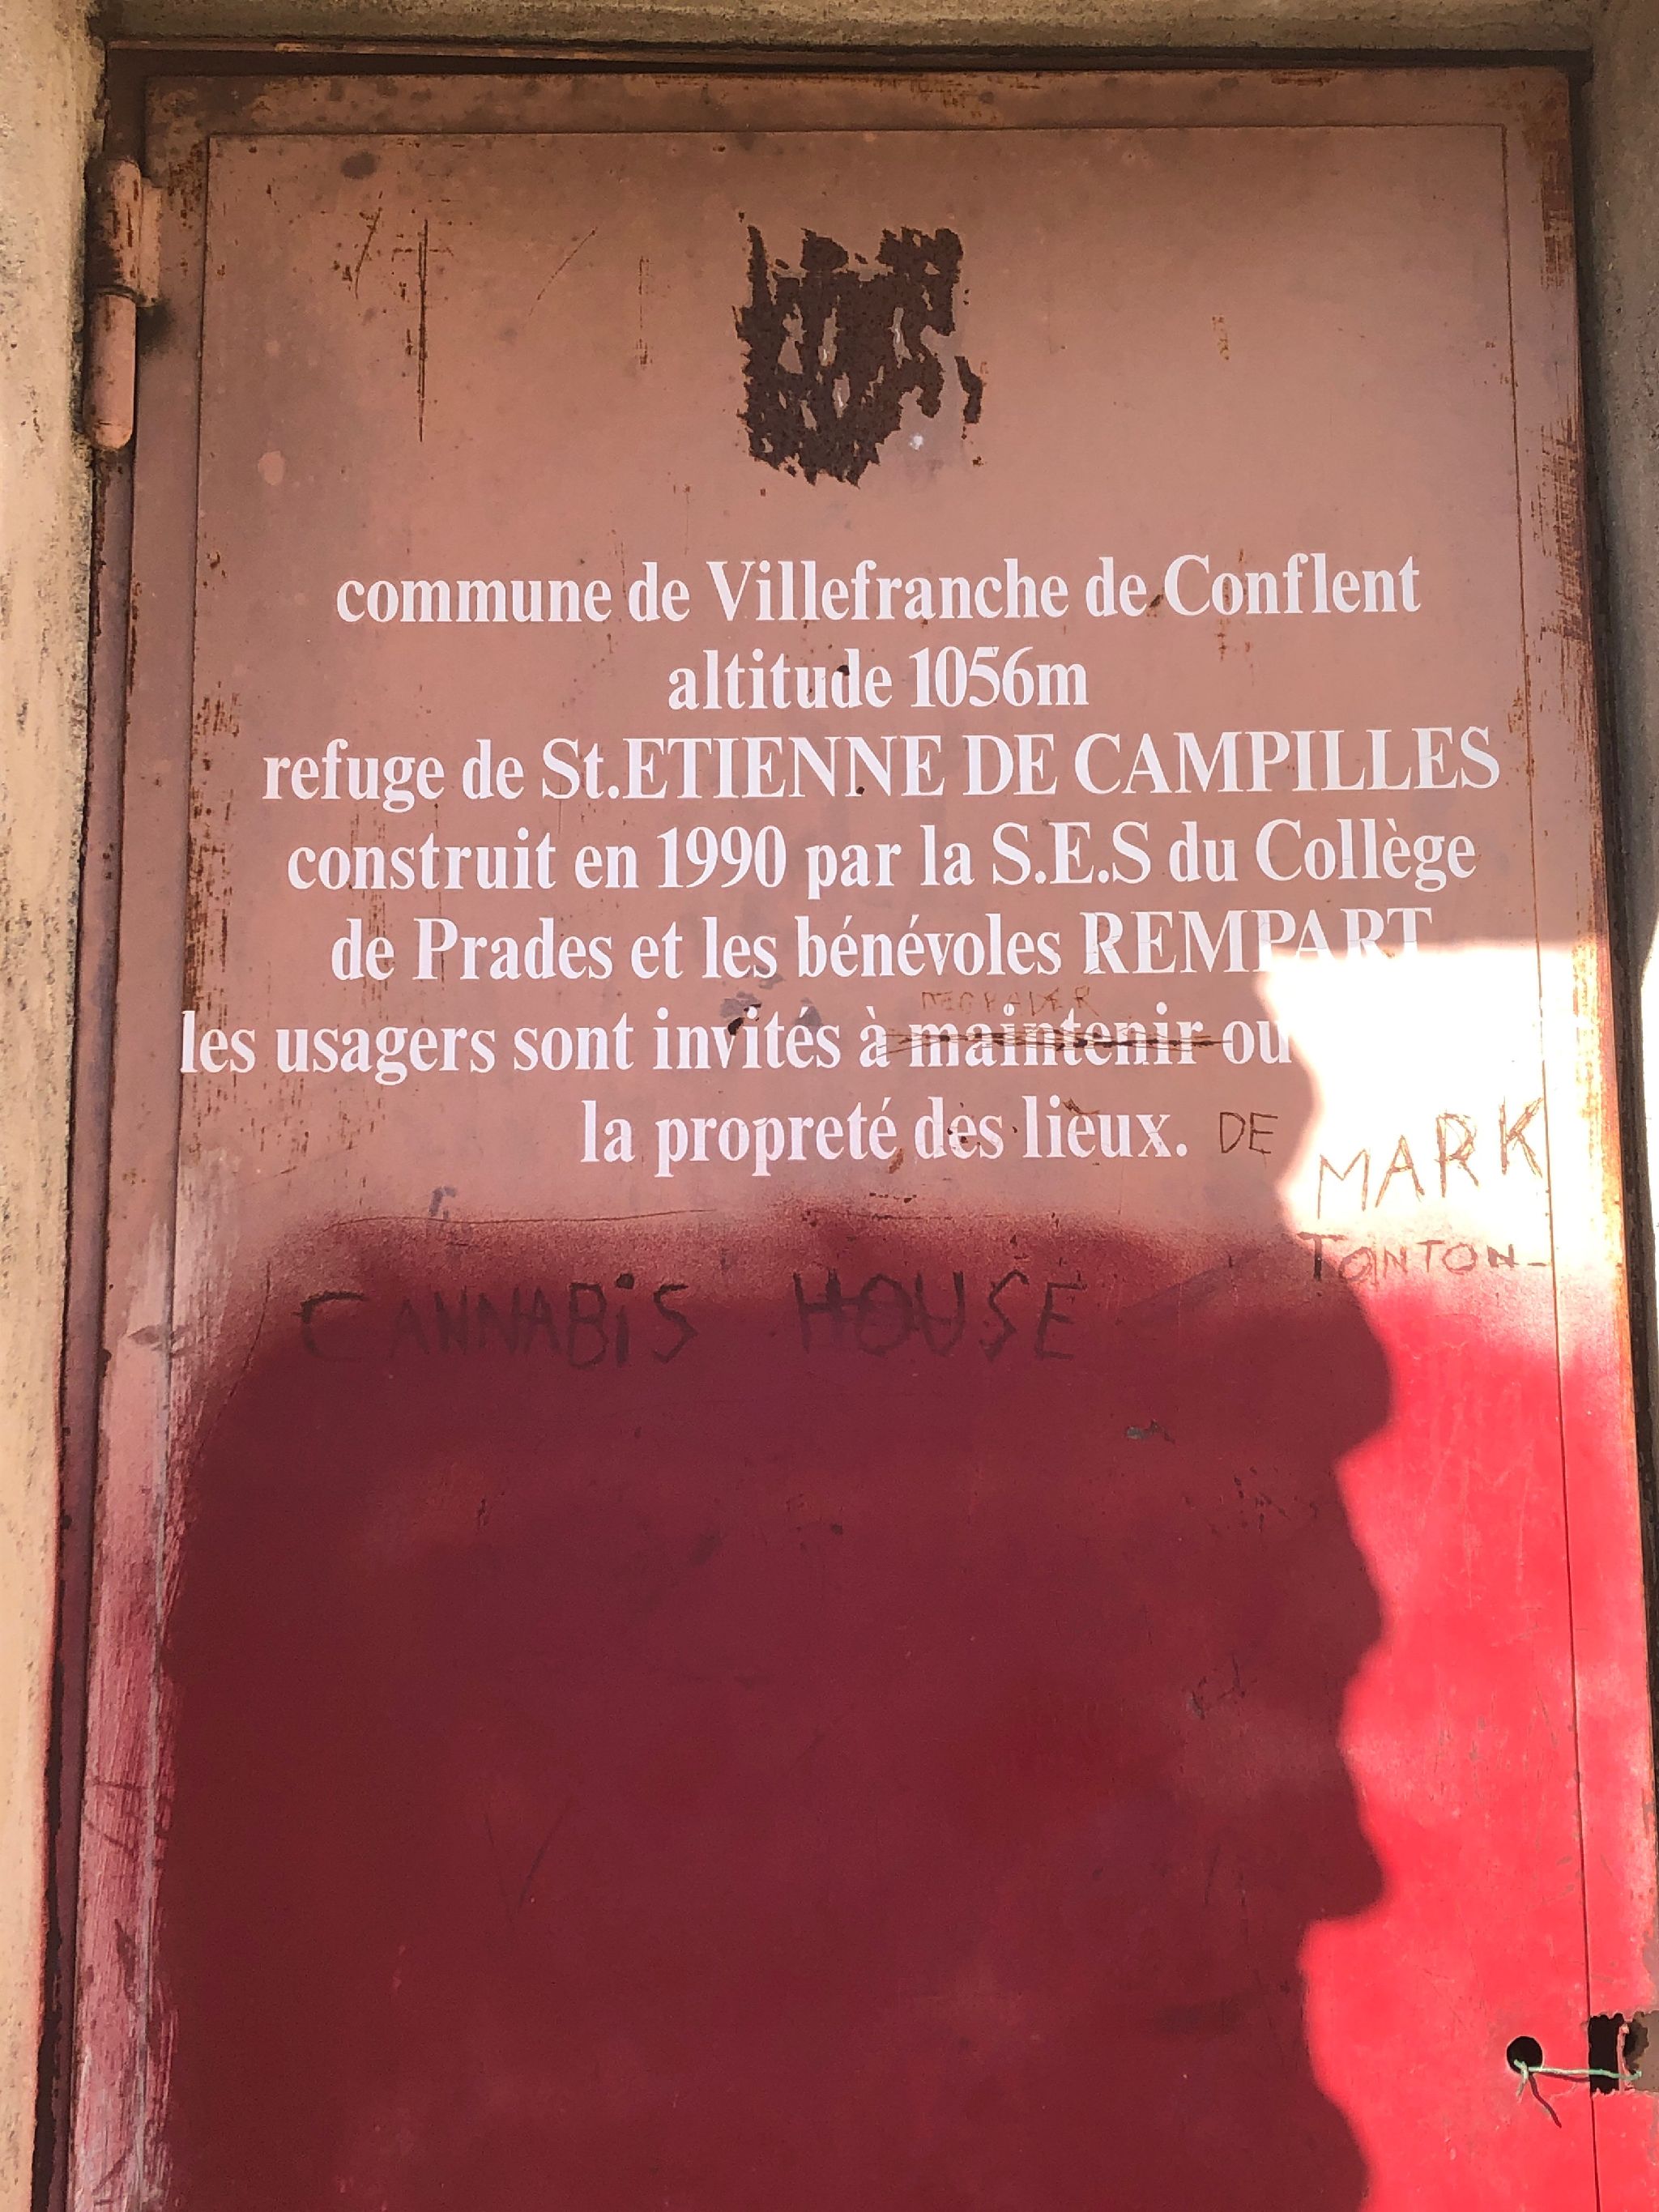 commune de Villefranche de Conflent
altitude 1056m
refuge de St.ETIENNE DE CAMPILLES
construit en 1990 par la S.E.S du Collège
de Prades et les bénévoles REMPART
DEGRADER
les usagers sont invités à maintenir ou
la propreté des lieux. DE
MARK
TONTON
CANNABiS HOUSE